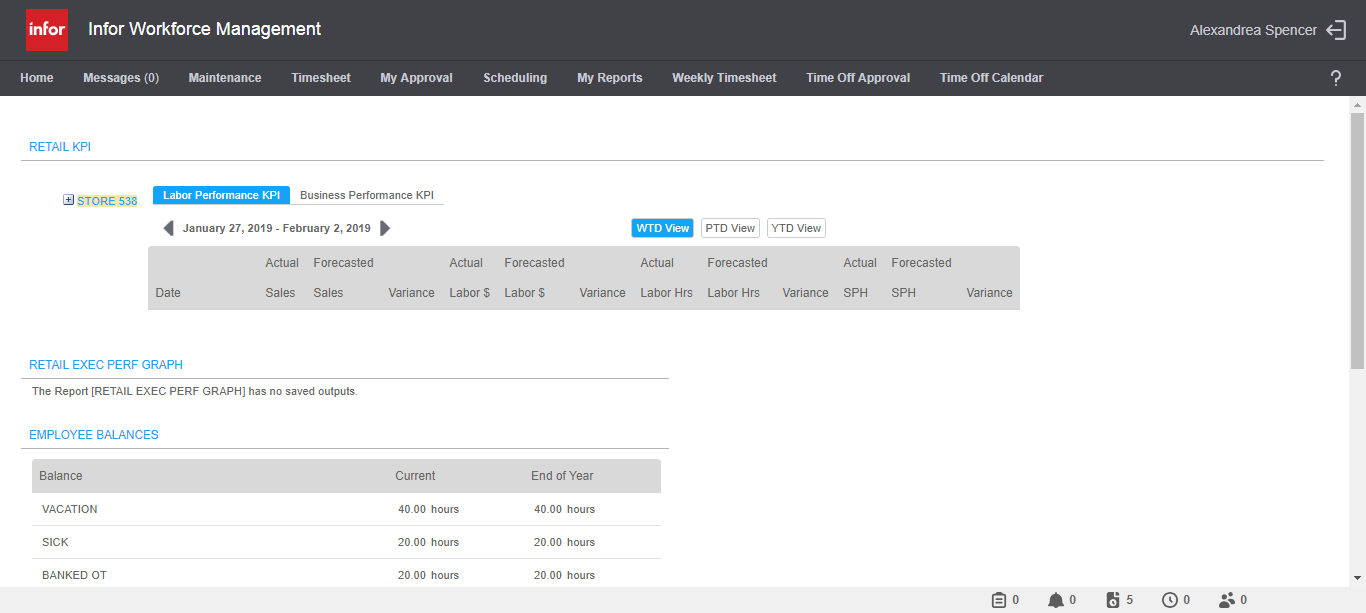 infor Infor Workforce Management Alexandrea Spencer
Home Messages (0) Maintenance Timesheet My Approval Scheduling My Reports Weekly Timesheet Time Off Approval Time Off Calendar ?
RETAIL KPI
STORE 538 Labor Performance KPI Business Performance KPI
January 27, 2019 - February 2, 2019 WTD View PTD View YTD View
Actual Forecasted Actual Forecasted Actual Forecasted Actual Forecasted
Date Sales Sales Variance Labor $ Labor $ Variance Labor Hrs Labor Hrs Variance SPH SPH Variance
RETAIL EXEC PERF GRAPH
The Report [RETAIL EXEC PERF GRAPH] has no saved outputs.
EMPLOYEE BALANCES
Balance Current End of Year
VACATION 40.00 hours 40.00 hours
SICK 20.00 hours 20.00 hours
BANKED OT 20.00 hours 20.00 hours
0 0 5 0 0